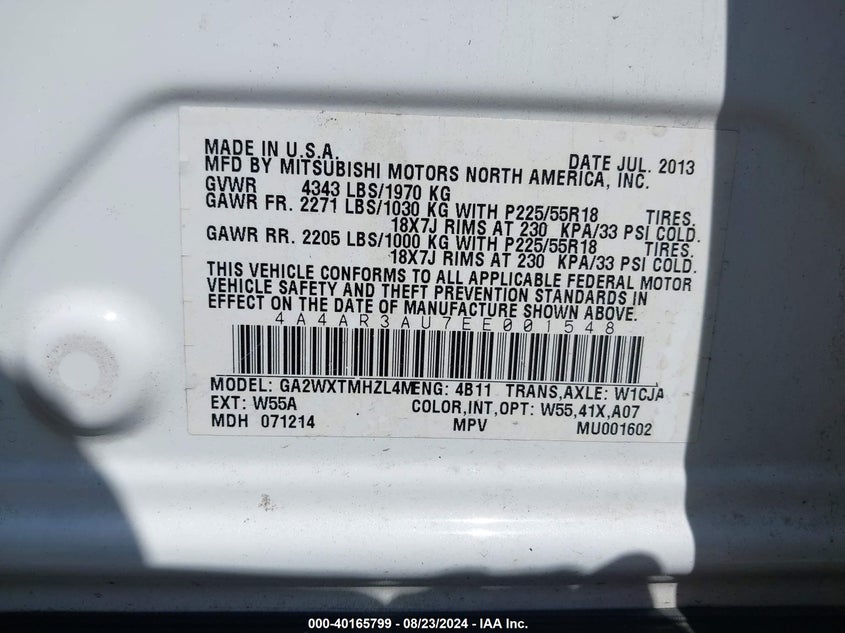 MADE IN U.S.A. DATE JUL. 2013
MFD BY MITSUBISHI MOTORS NORTH AMERICA, INC.
GVWR 4343 LBS/1970 KG
GAWR FR. 2271 LBS/1030 KG WITH P225/55R18 TIRES,
18X7J RIMS AT 230 KPA/33 PSI COLD.
GAWR RR. 2205 LBS/1000 KG WITH P225/55R18 TIRES,
18X7J RIMS AT 230 KPA/33 PSI COLD.
THIS VEHICLE CONFORMS TO ALL APPLICABLE FEDERAL MOTOR
VEHICLE SAFETY AND THEFT PREVENTION STANDARDS IN
EFFECT ON THE DATE OF MANUFACTURE SHOWN ABOVE.
4A4AR3AU7EE001548
MODEL: GA2WXTMHZL4M ENG: 4B11 TRANS,AXLE: W1CJA
EXT: W55A COLOR,INT,OPT: W55,41X,A07
MDH 071214 MPV MU001602
000-40165799 - 08/23/2024 - IAA Inc.